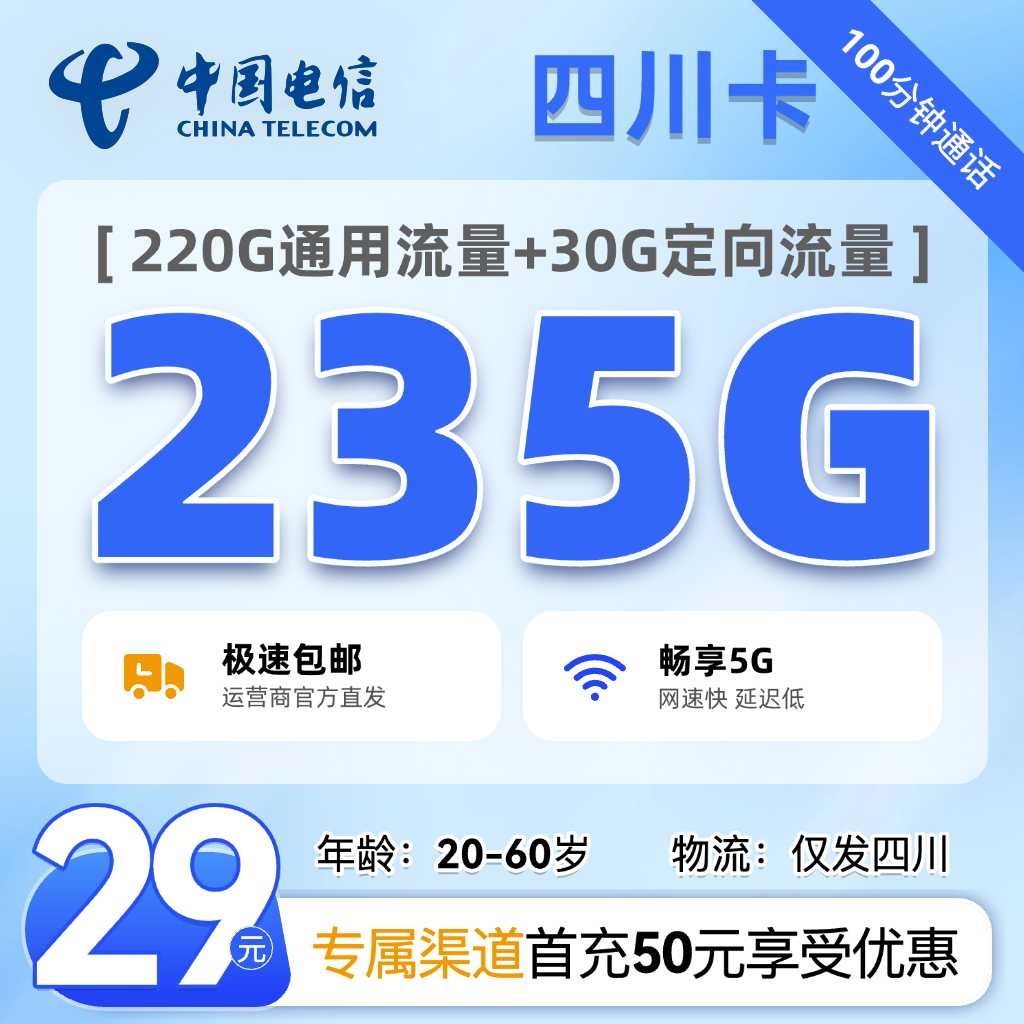 中国电信
CHINA TELECOM
四川卡
100分钟通话
[ 220G通用流量+30G定向流量 ]
235G
极速包邮
运营商官方直发
畅享5G
网速快 延迟低
29元
年龄：20-60岁
物流：仅发四川
专属渠道首充50元享受优惠